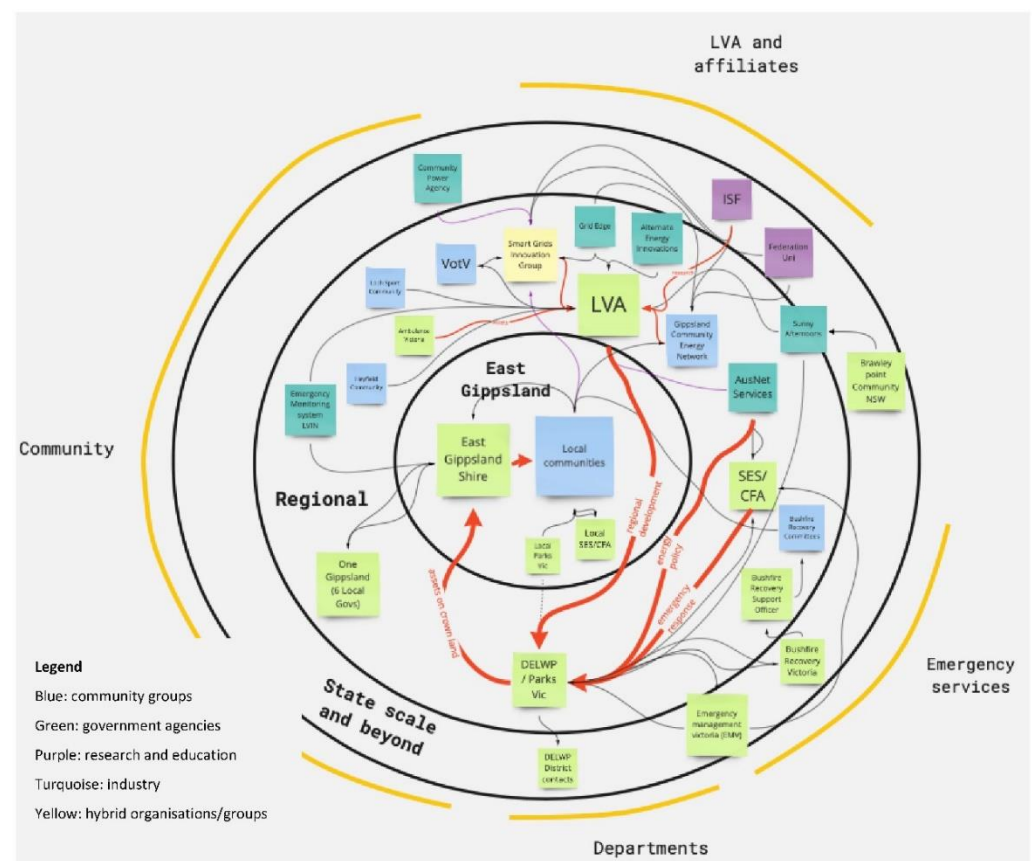 LVA and
affiliates
Community
Power
Agency
ISF
Grid Edge
Alternate
Energy
Innovations
Smart Grids
Innovation
Group
Federation
Uni
VotV
Community
LVA
Ambulance
Gippsland
Community
Energy
Network
Sunny
Afternoons
Brawley
point
Community
NSW
East
Gippsland
Heyfield
Community
AusNet
Services
Emergency
Monitoring
system
LVIN
Community
East
Gippsland
Shire
Local
communities
SES/
CFA
Regional
regional
development
energy
policy
Bushfire
Recovery
Committees
Local
SES/CFA
Local
Parks
Vic
One
Gippsland
(6 Local
Govs)
assets on crown land
emergency
response
Bushfire
Recovery
Support
Officer
DELWP
/ Parks
Vic
Bushfire
Recovery
Victoria
Emergency
services
State scale
and beyond
Emergency
management
victoria (EMV)
DELWP
District
contacts
Departments
Legend
Blue: community groups
Green: government agencies
Purple: research and education
Turquoise: industry
Yellow: hybrid organisations/groups